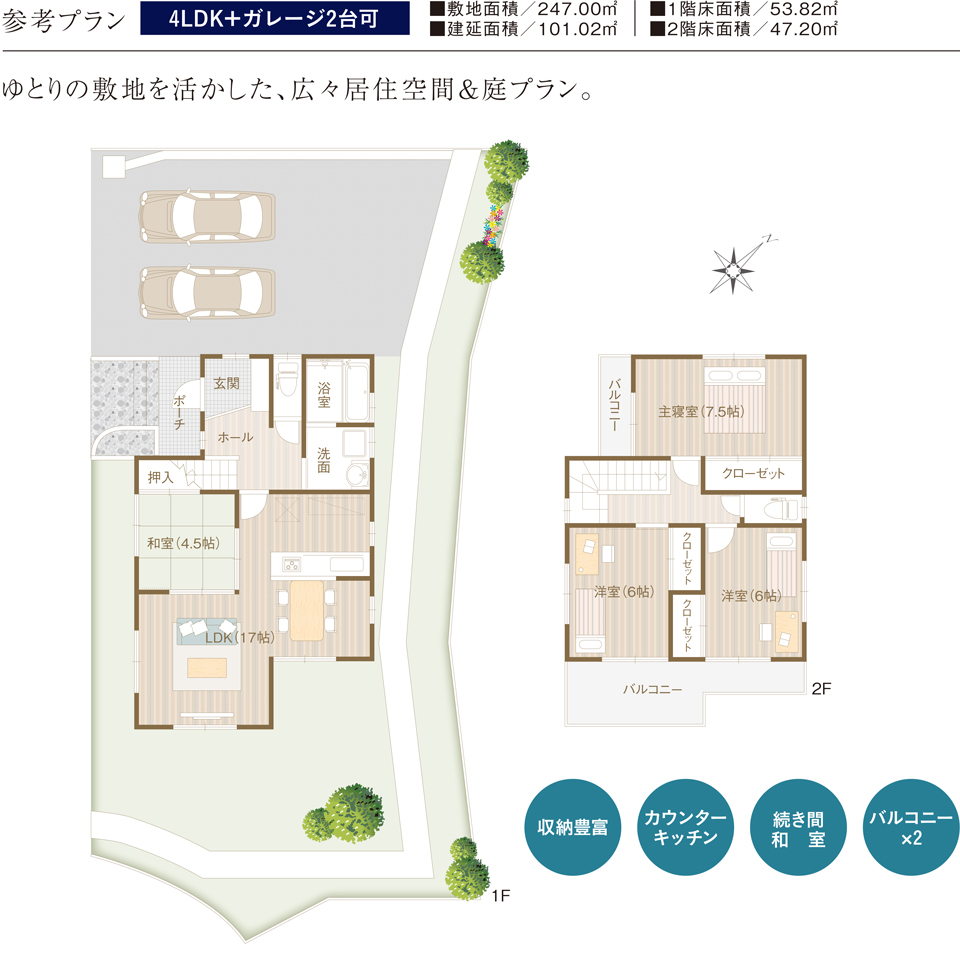 参考プラン
4LDK+ガレージ2台可
■敷地面積／247.00㎡
■建延面積／101.02㎡
■1階床面積／53.82㎡
■2階床面積／47.20㎡
ゆとりの敷地を活かした、広々居住空間&庭プラン。
N
玄関
浴室
ポーチ
ホール
洗面
押入
和室(4.5帖)
LDK(17帖)
1F
バルコニー
主寝室(7.5帖)
クローゼット
クローゼット
洋室(6帖)
洋室(6帖)
クローゼット
バルコニー
2F
収納豊富
カウンター
キッチン
続き間
和　室
バルコニー
×2